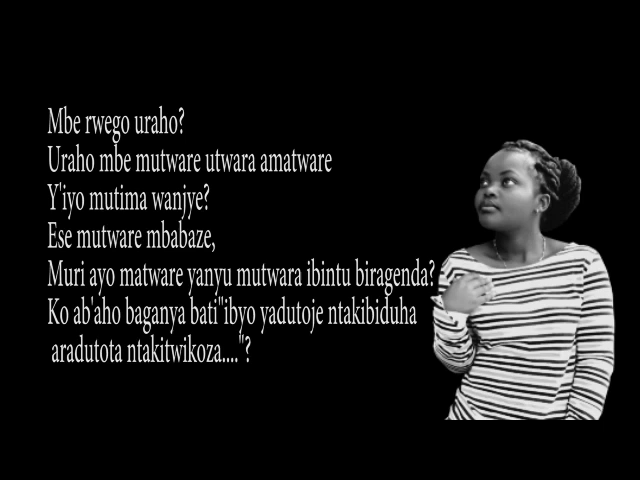 Mbe rwego uraho?
Uraho mbe mutware utwara amatware
Y'iyo mutima wanjye?
Ese mutware mbabaze,
Muri ayo matware yanyu mutwara ibintu biragenda?
Ko ab'aho baganya bati"ibyo yadutoje ntakibiduha
aradutota ntakitwikoza...."?